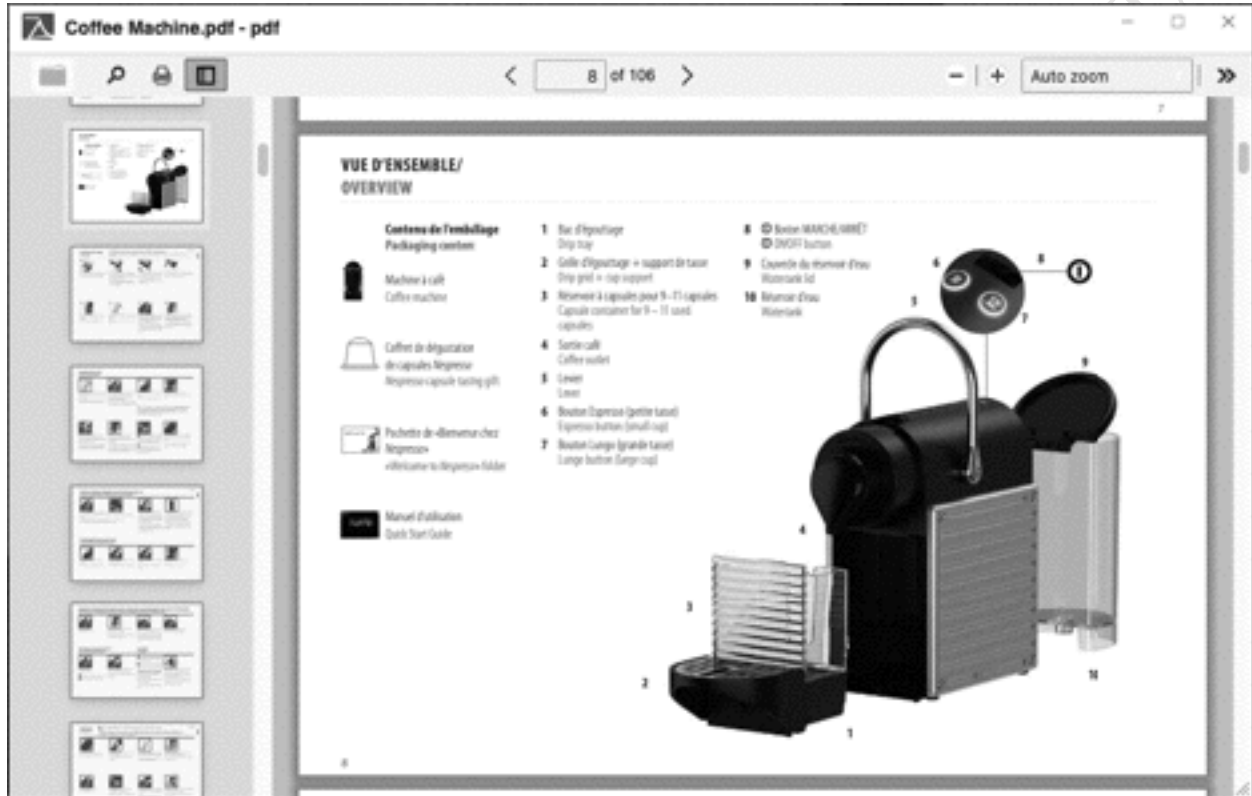 Coffee Machine.pdf - pdf
8 of 106
Auto zoom
7
VUE D'ENSEMBLE/
OVERVIEW
Contenu de l'emballage
Packaging content
Machine à café
Coffee machine
Coffret de dégustation
de capsules Nespresso
Nespresso capsule tasting gift
Pochette de «Bienvenue chez
Nespresso»
«Welcome to Nespresso» folder
Manuel d'utilisation
Quick Start Guide
1 Bac d'égouttage
Drip tray
2 Grille d'égouttage + support de tasse
Drip grid + cup support
3 Réservoir à capsules pour 9–11 capsules
Capsule container for 9 – 11 used
capsules
4 Sortie café
Coffee outlet
5 Levier
Lever
6 Bouton Espresso (petite tasse)
Espresso button (small cup)
7 Bouton Lungo (grande tasse)
Lungo button (large cup)
8 Bouton MARCHE/ARRÊT
ON/OFF button
9 Couvercle du réservoir d'eau
Watertank lid
10 Réservoir d'eau
Watertank
6
8
5
7
9
4
3
2
10
1
8